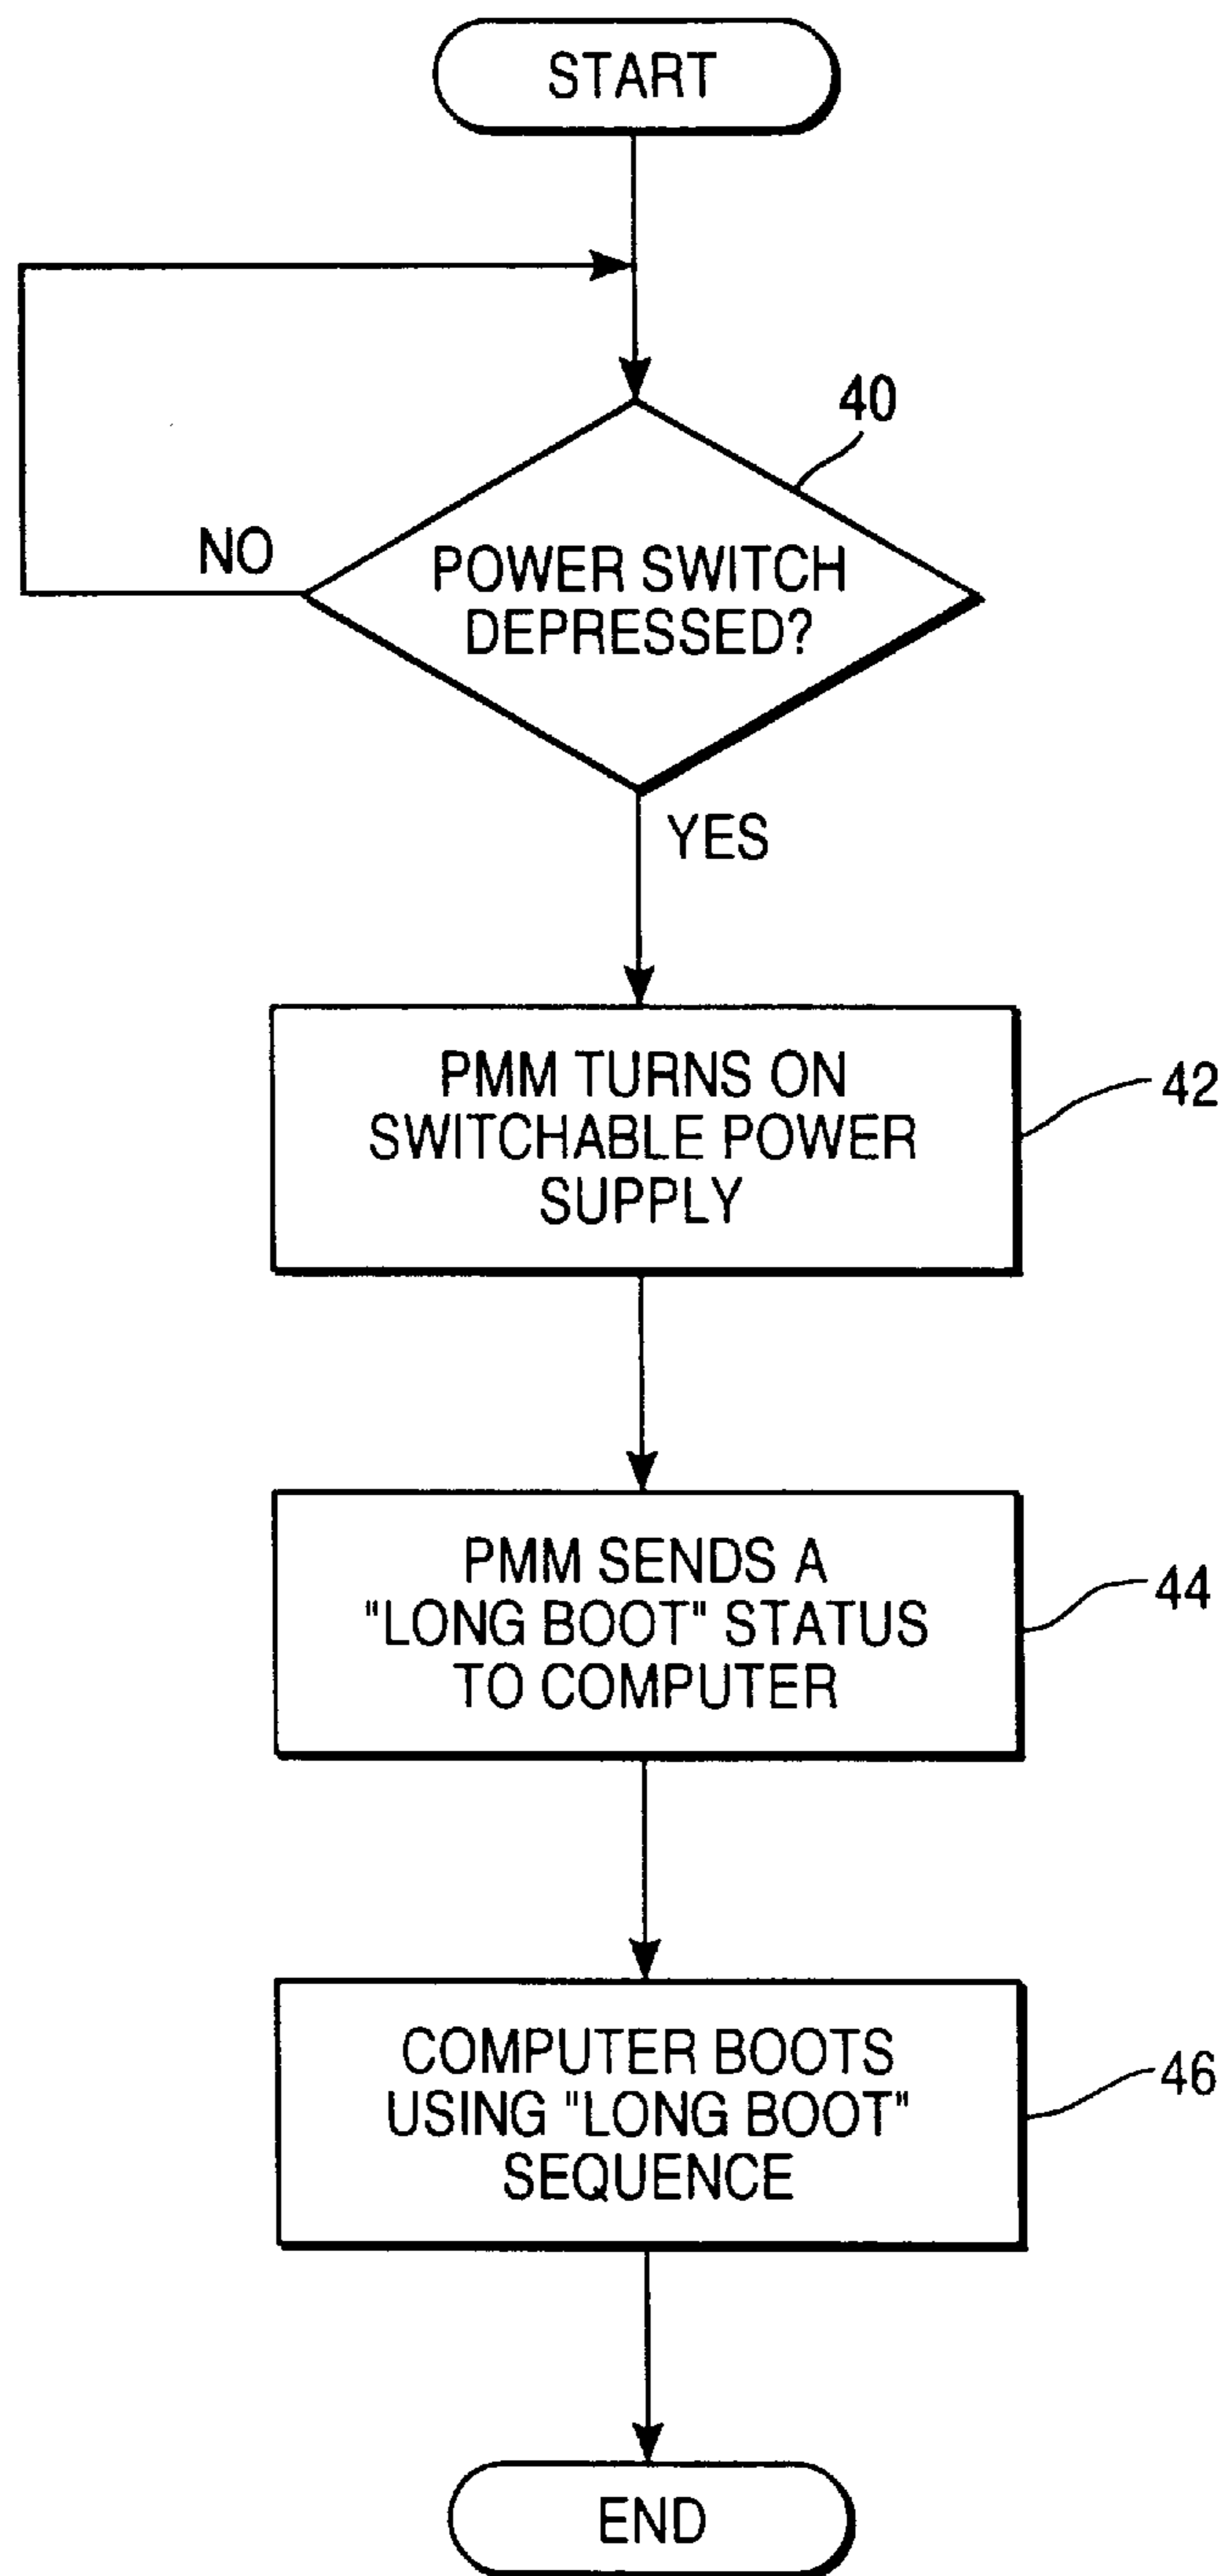 START
40
NO
POWER SWITCH
DEPRESSED?
YES
PMM TURNS ON
SWITCHABLE POWER
SUPPLY
42
PMM SENDS A
"LONG BOOT" STATUS
TO COMPUTER
44
COMPUTER BOOTS
USING "LONG BOOT"
SEQUENCE
46
END